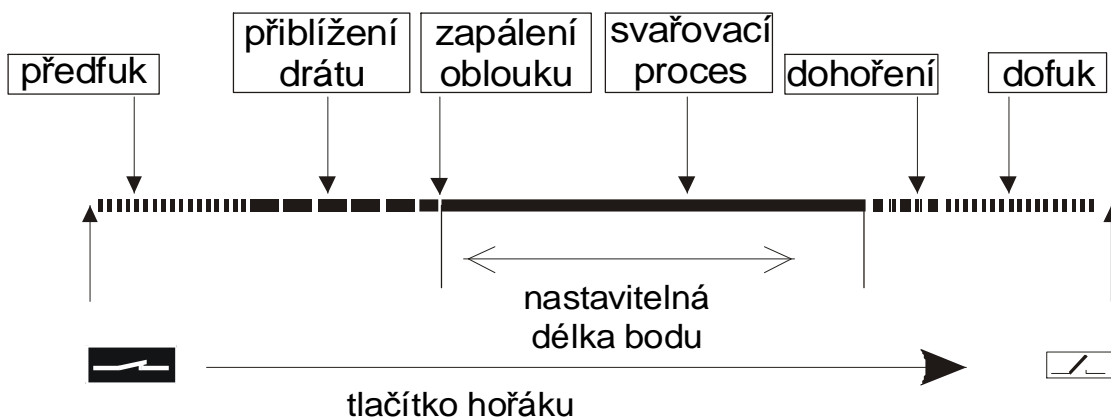 předfuk
přiblížení
drátu
zapálení
oblouku
svařovací
proces
dohoření
dofuk
nastavitelná
délka bodu
tlačítko hořáku